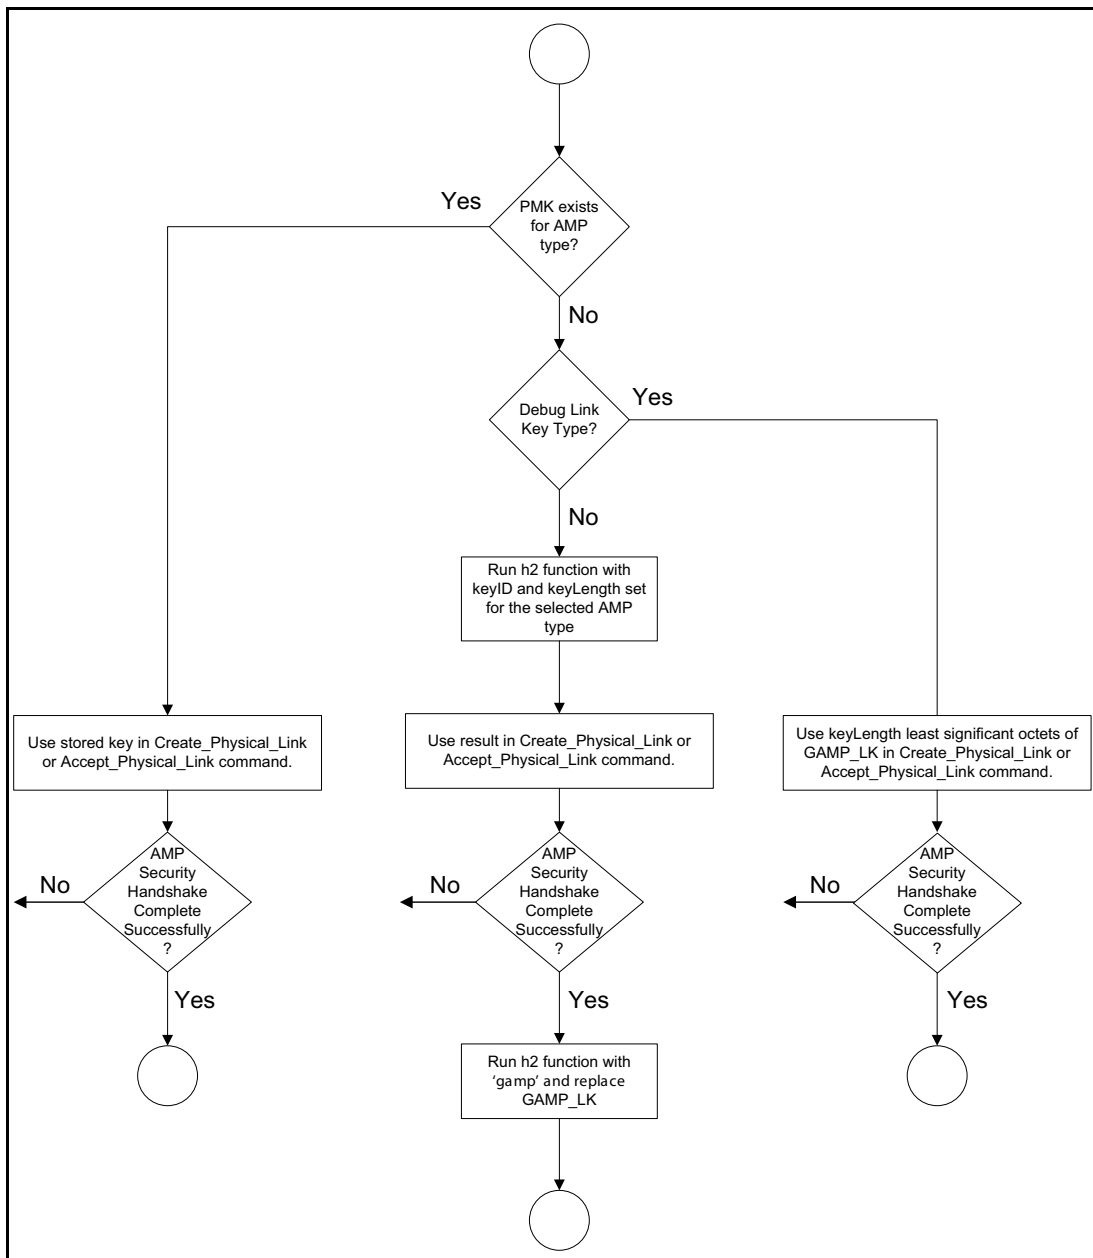 PMK exists
for AMP
type?
Yes
No
Debug Link
Key Type?
Yes
No
Run h2 function with
keyID and keyLength set
for the selected AMP
type
Use stored key in Create_Physical_Link
or Accept_Physical_Link command.
Use result in Create_Physical_Link or
Accept_Physical_Link command.
Use keyLength least significant octets of
GAMP_LK in Create_Physical_Link or
Accept_Physical_Link command.
AMP
Security
Handshake
Complete
Successfully
?
No
Yes
AMP
Security
Handshake
Complete
Successfully
?
No
Yes
AMP
Security
Handshake
Complete
Successfully
?
No
Yes
Run h2 function with
‘gamp’ and replace
GAMP_LK